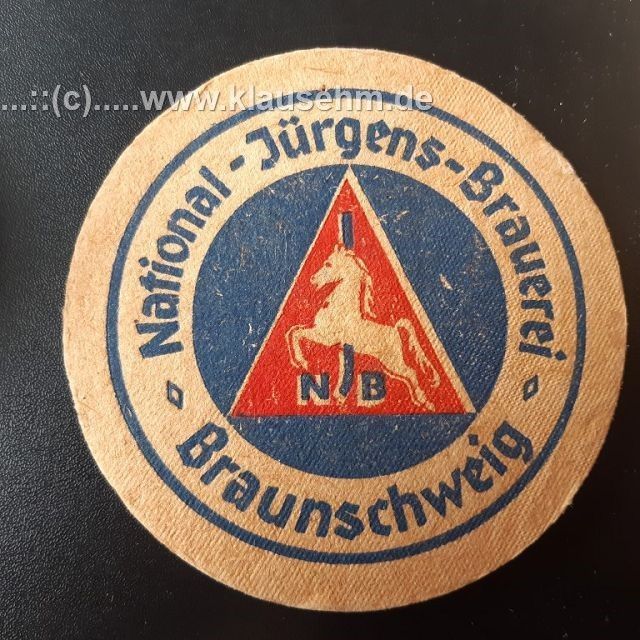 ....::(c).....www.klausehm.de
National-Jürgens-Brauerei
N J B
Braunschweig